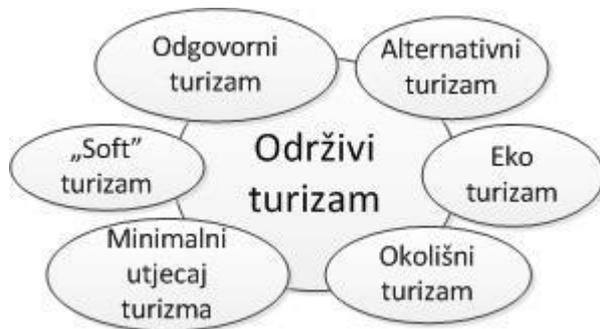 Odgovorni
turizam
Alternativni
turizam
„Soft”
turizam
Održivi
turizam
Eko
turizam
Minimalni
utjecaj
turizma
Okolišni
turizam